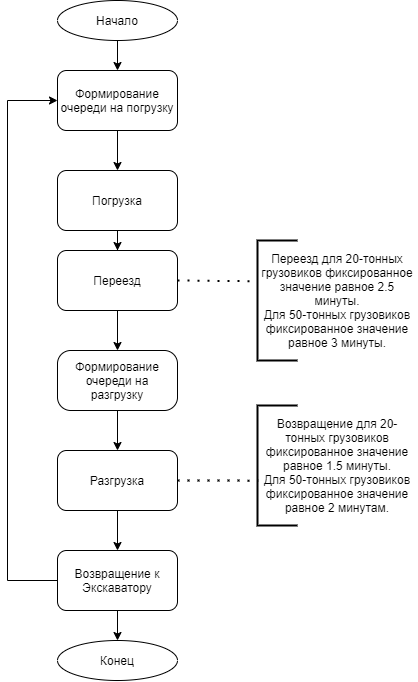 Начало
Формирование
очереди на погрузку
Погрузка
Переезд
Переезд для 20-тонных
грузовиков фиксированное
значение равное 2.5
минуты.
Для 50-тонных грузовиков
фиксированное значение
равное 3 минуты.
Формирование
очереди на
разгрузку
Разгрузка
Возвращение для 20-
тонных грузовиков
фиксированное значение
равное 1.5 минуты.
Для 50-тонных грузовиков
фиксированное значение
равное 2 минутам.
Возвращение к
Экскаватору
Конец